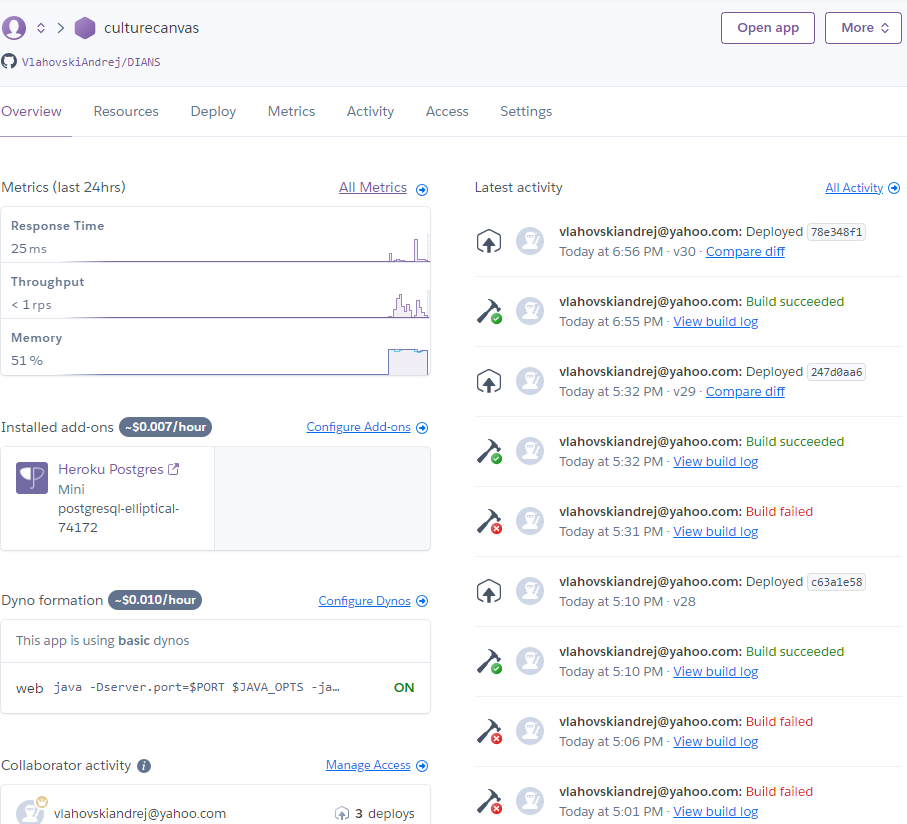 culturecanvas
Open app
More
VlahovskiAndrej/DIANS
Overview
Resources
Deploy
Metrics
Activity
Access
Settings
Metrics (last 24hrs)
All Metrics
Response Time
25 ms
Throughput
< 1 rps
Memory
51 %
Installed add-ons ~$0.007/hour
Configure Add-ons
Heroku Postgres
Mini
postgresql-elliptical-
74172
Dyno formation ~$0.010/hour
Configure Dynos
This app is using basic dynos
web java -Dserver.port=$PORT $JAVA_OPTS -ja…
ON
Collaborator activity
Manage Access
vlahovskiandrej@yahoo.com
3 deploys
Latest activity
All Activity
vlahovskiandrej@yahoo.com: Deployed 78e348f1
Today at 6:56 PM · v30 · Compare diff
vlahovskiandrej@yahoo.com: Build succeeded
Today at 6:55 PM · View build log
vlahovskiandrej@yahoo.com: Deployed 247d0aa6
Today at 5:32 PM · v29 · Compare diff
vlahovskiandrej@yahoo.com: Build succeeded
Today at 5:32 PM · View build log
vlahovskiandrej@yahoo.com: Build failed
Today at 5:31 PM · View build log
vlahovskiandrej@yahoo.com: Deployed c63a1e58
Today at 5:10 PM · v28
vlahovskiandrej@yahoo.com: Build succeeded
Today at 5:10 PM · View build log
vlahovskiandrej@yahoo.com: Build failed
Today at 5:06 PM · View build log
vlahovskiandrej@yahoo.com: Build failed
Today at 5:01 PM · View build log